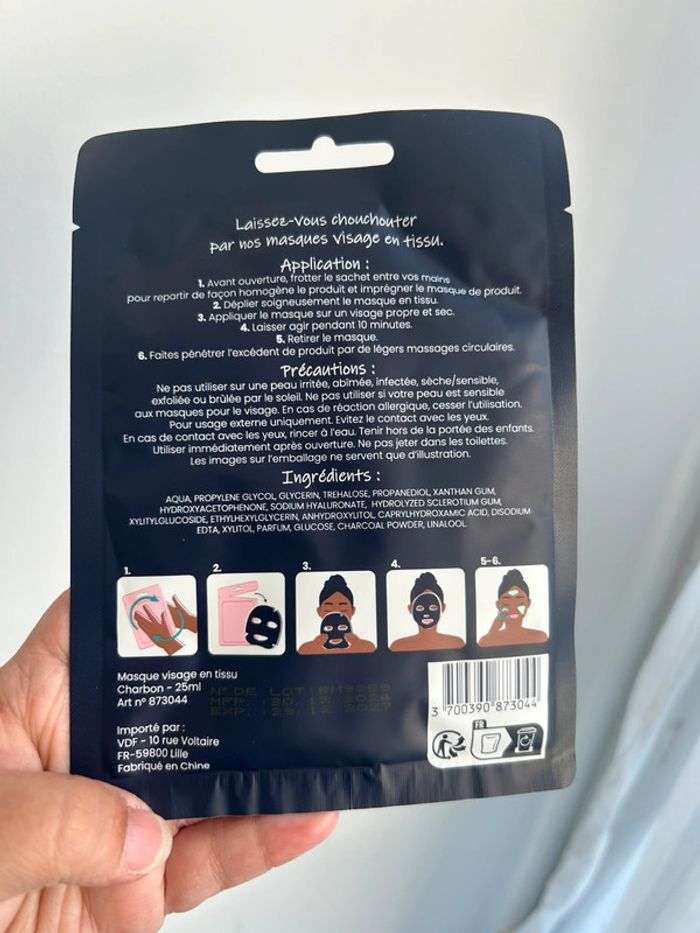 Laissez-vous chouchouter
par nos masques visage en tissu.
Application :
1. Avant ouverture, frotter le sachet entre vos mains
pour repartir de façon homogène le produit et imprégner le masque de produit.
2. Déplier soigneusement le masque en tissu.
3. Appliquer le masque sur un visage propre et sec.
4. Laisser agir pendant 10 minutes.
5. Retirer le masque.
6. Faites pénétrer l'excédent de produit par de légers massages circulaires.
Précautions :
Ne pas utiliser sur une peau irritée, abîmée, infectée, sèche/sensible,
exfoliée ou brûlée par le soleil. Ne pas utiliser si votre peau est sensible
aux masques pour le visage. En cas de réaction allergique, cesser l'utilisation.
Pour usage externe uniquement. Evitez le contact avec les yeux.
En cas de contact avec les yeux, rincer à l'eau. Tenir hors de la portée des enfants.
Utiliser immédiatement après ouverture. Ne pas jeter dans les toilettes.
Les images sur l'emballage ne servent que d'illustration.
Ingrédients :
AQUA, PROPYLENE GLYCOL, GLYCERIN, TREHALOSE, PROPANEDIOL, XANTHAN GUM,
HYDROXYACETOPHENONE, SODIUM HYALURONATE, HYDROLYZED SCLEROTIUM GUM,
XYLITYLGLUCOSIDE, ETHYLHEXYLGLYCERIN, ANHYDROXYLITOL, CAPRYLHYDROXAMIC ACID, DISODIUM
EDTA, XYLITOL, PARFUM, GLUCOSE, CHARCOAL POWDER, LINALOOL
1. 2. 3. 4. 5-6.
Masque visage en tissu
Charbon - 25ml
Art n° 873044
N° DE LOT: RM9859
MFP. :30.12.2024
EXP. :29.12.2027
Importé par :
VDF - 10 rue Voltaire
FR-59800 Lille
Fabriqué en Chine
3 700390 873044
FR